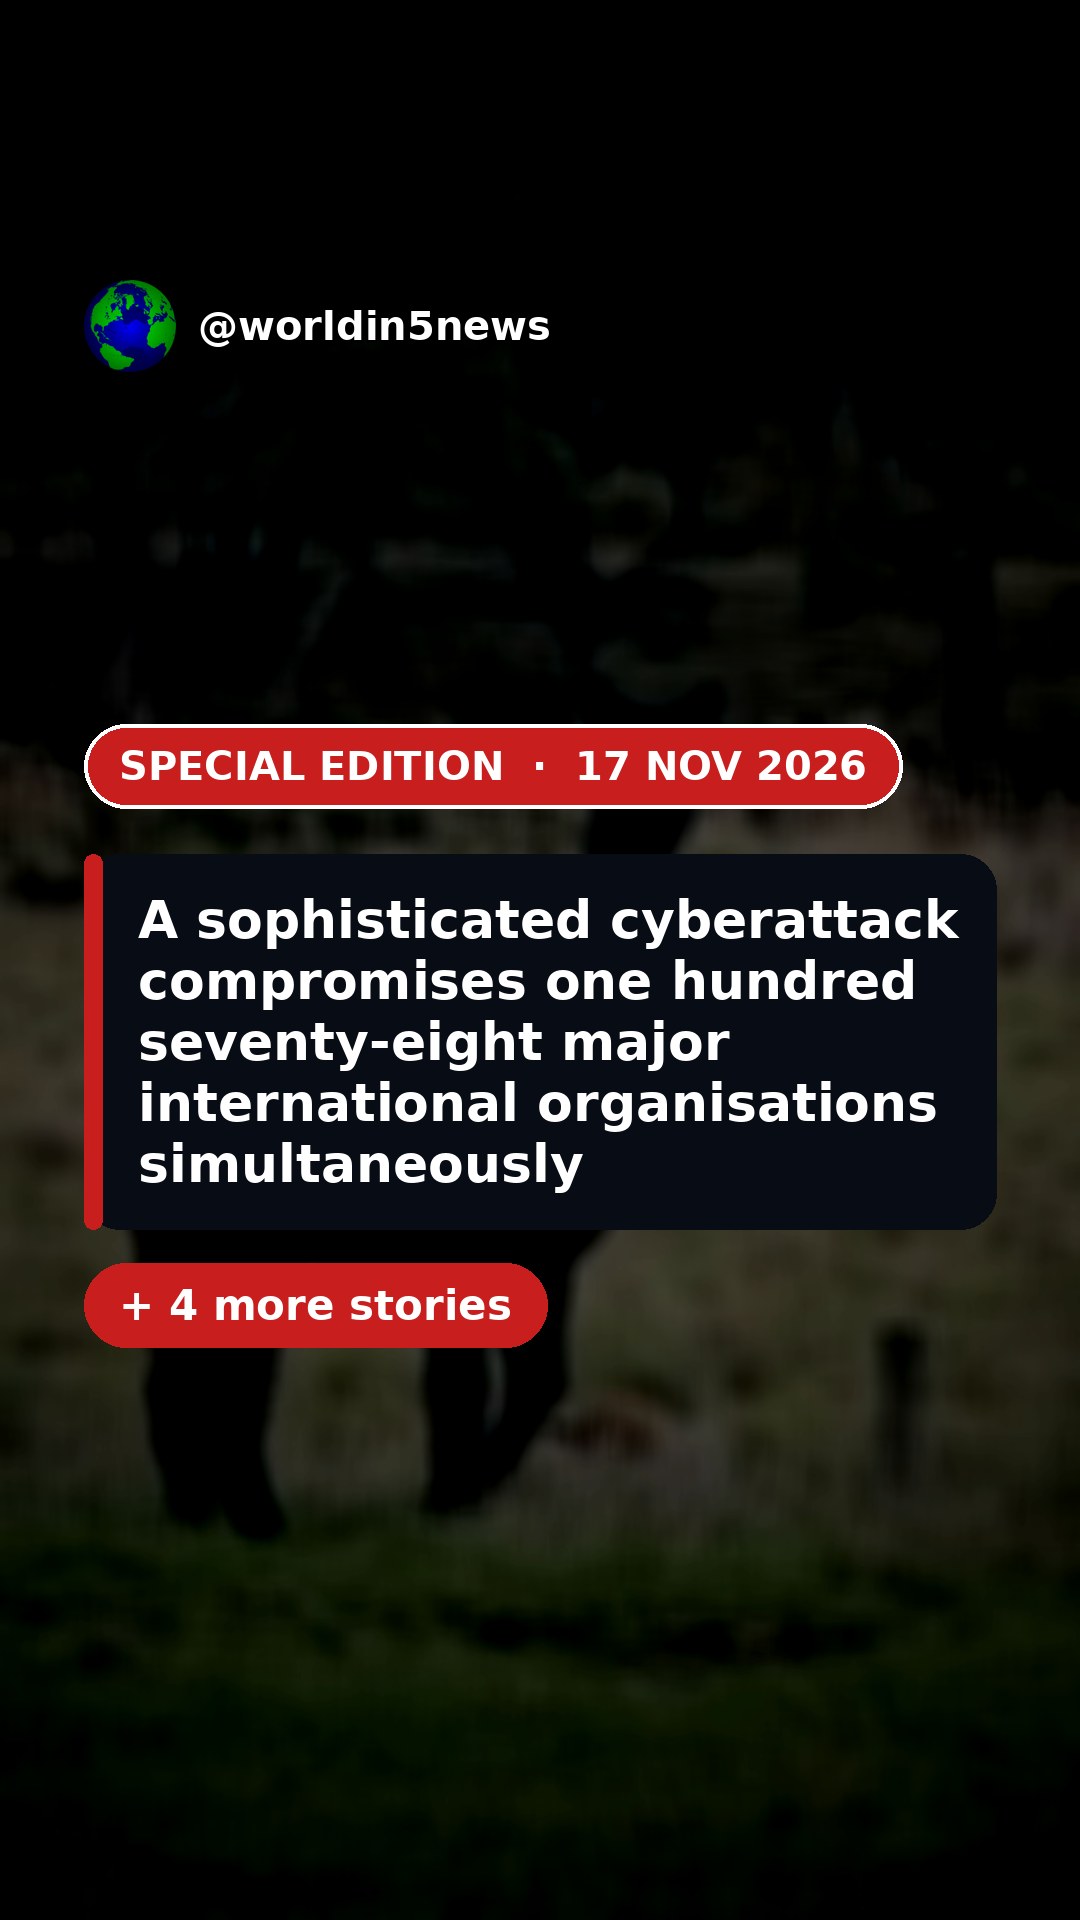 @worldin5news
SPECIAL EDITION · 17 NOV 2026
A sophisticated cyberattack
compromises one hundred
seventy-eight major
international organisations
simultaneously
+ 4 more stories